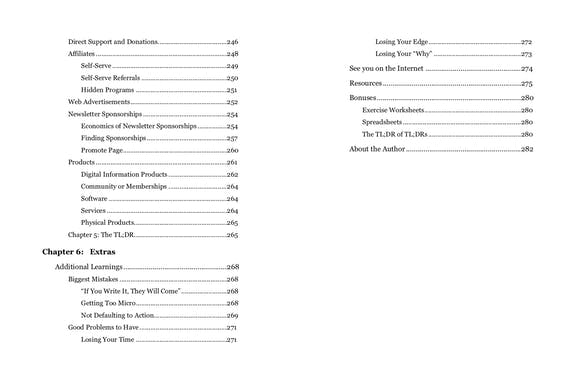 Direct Support and Donations.................................246
Affiliates.................................248
Self-Serve.................................249
Self-Serve Referrals.................................250
Hidden Programs.................................251
Web Advertisements.................................252
Newsletter Sponsorships.................................254
Economics of Newsletter Sponsorships.................................254
Finding Sponsorships.................................257
Promote Page.................................260
Products.................................261
Digital Information Products.................................262
Community or Memberships.................................264
Software.................................264
Services.................................264
Physical Products.................................265
Chapter 5: The TL;DR.................................265
Chapter 6: Extras
Additional Learnings.................................268
Biggest Mistakes.................................268
“If You Write It, They Will Come”.................................268
Getting Too Micro.................................268
Not Defaulting to Action.................................269
Good Problems to Have.................................271
Losing Your Time.................................271
Losing Your Edge.................................272
Losing Your “Why”.................................273
See you on the Internet.................................274
Resources.................................275
Bonuses.................................280
Exercise Worksheets.................................280
Spreadsheets.................................280
The TL;DR of TL;DRs.................................280
About the Author.................................282